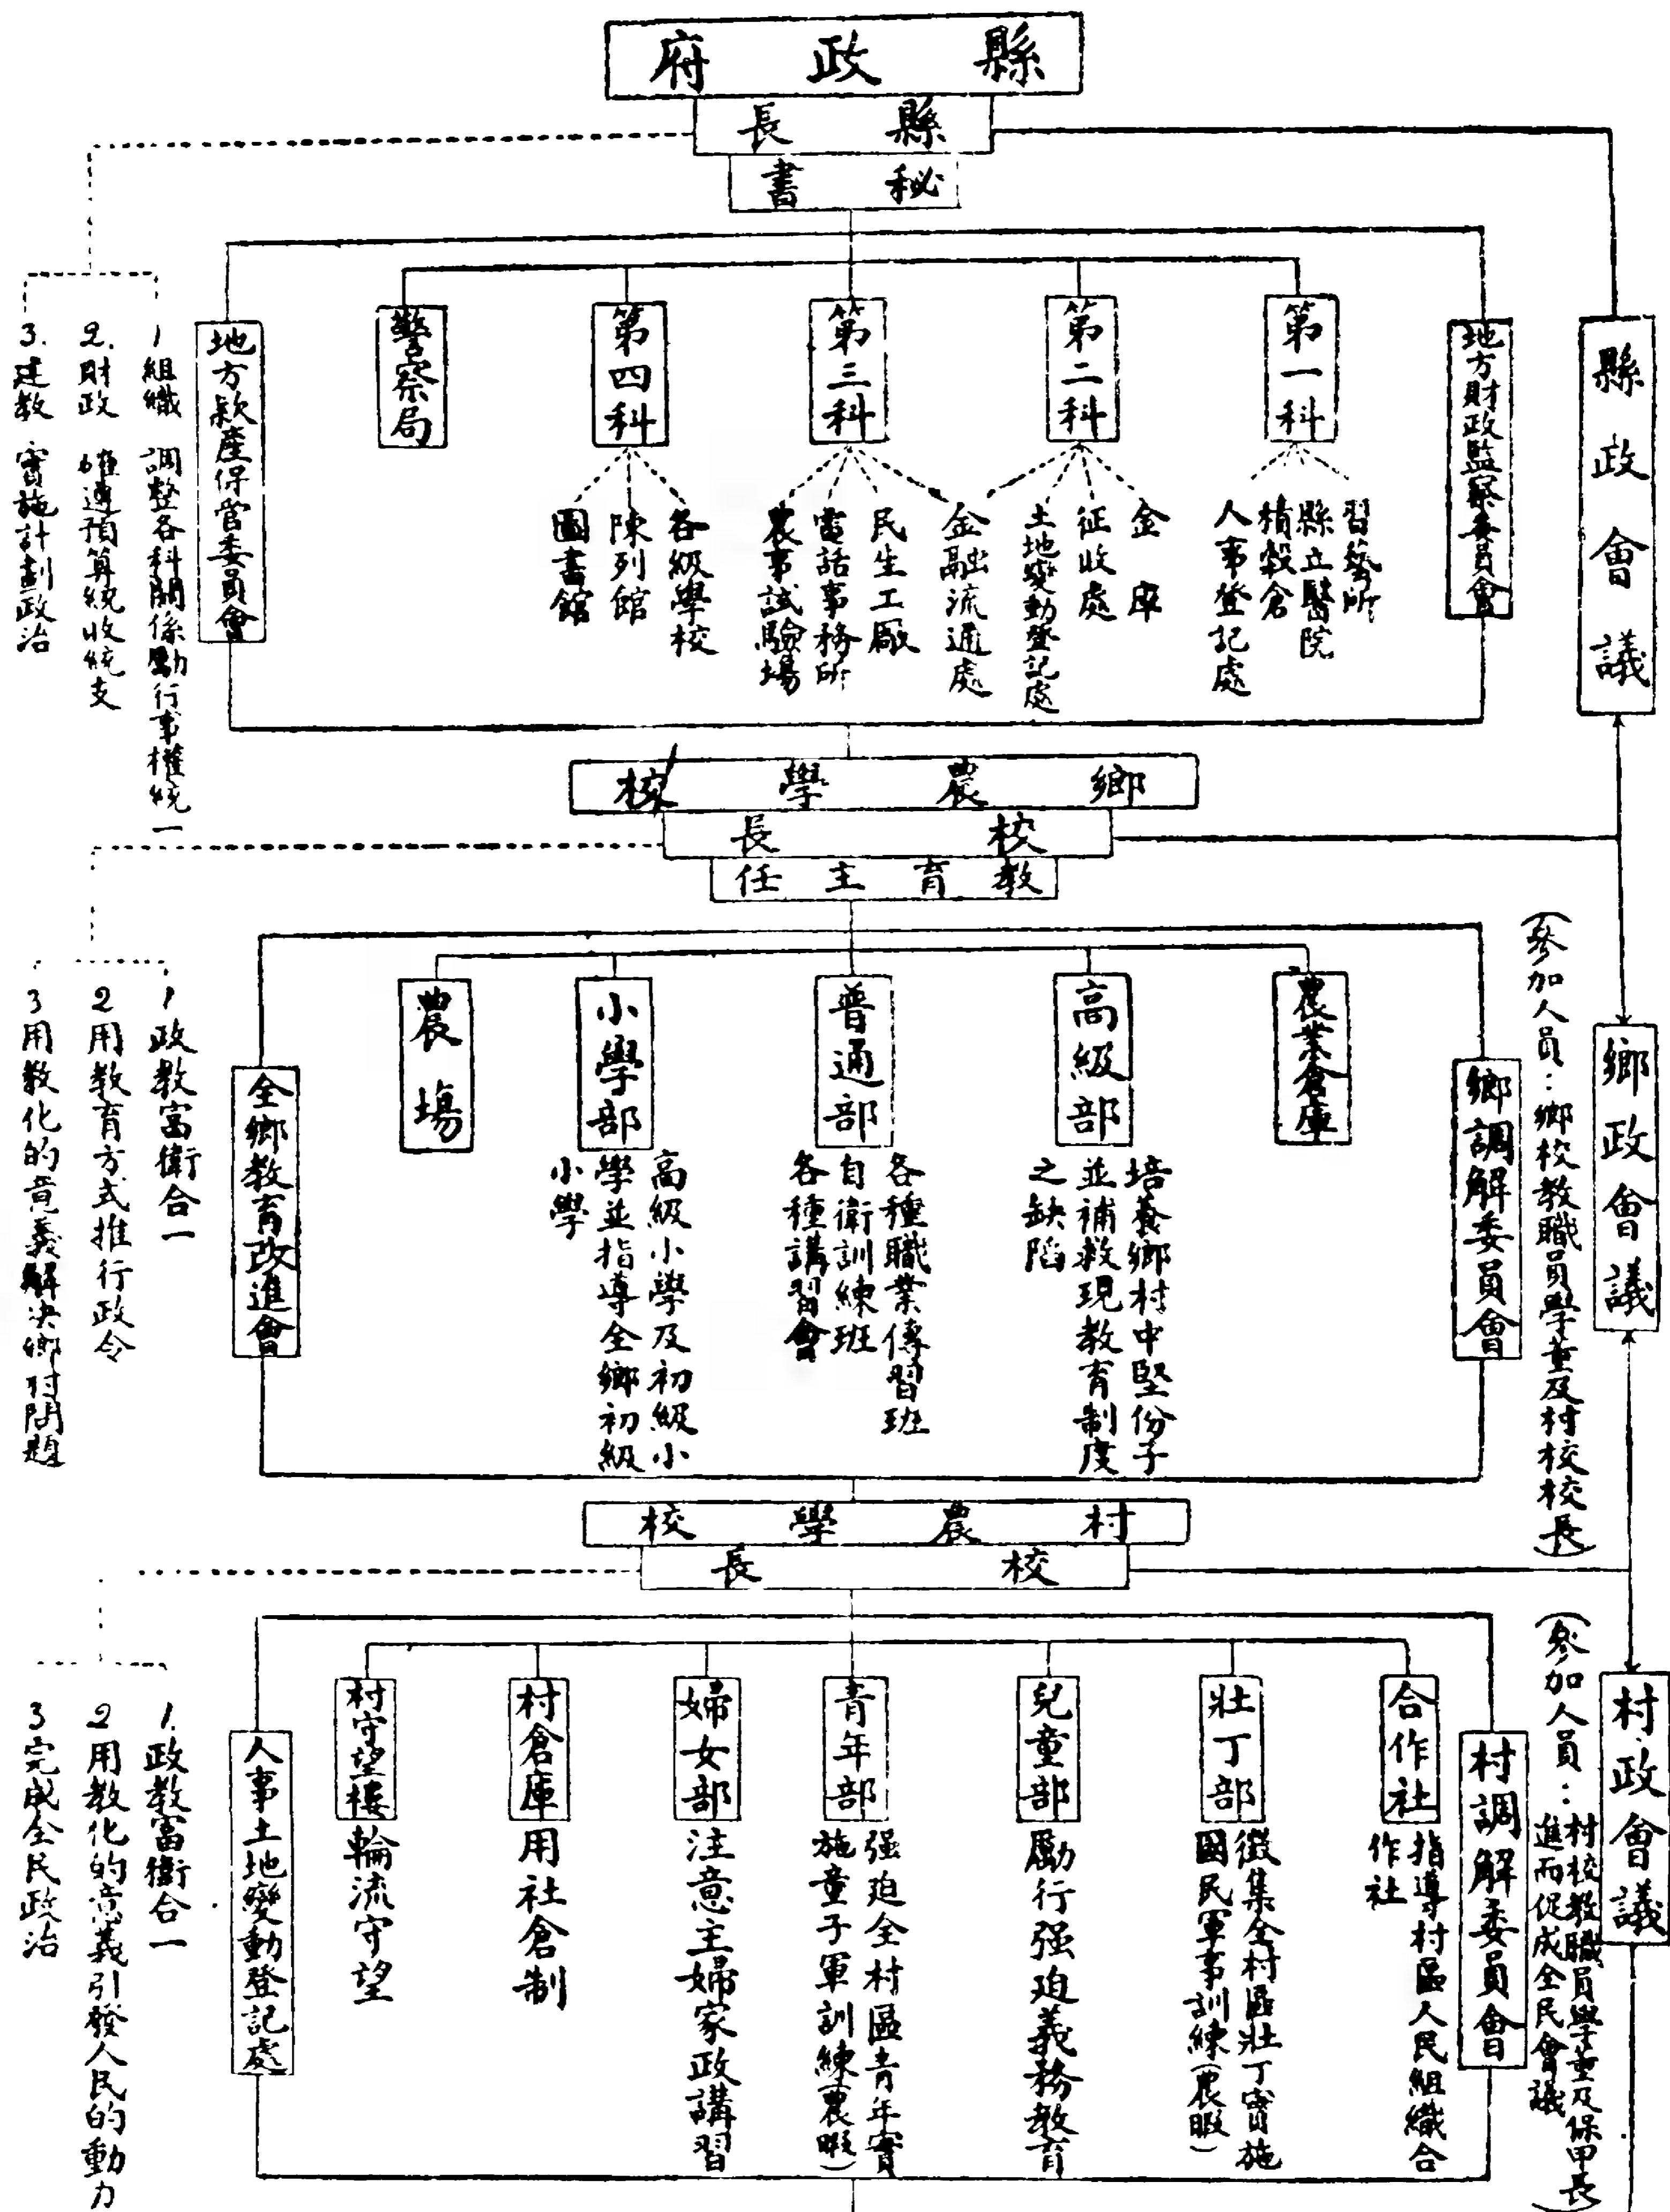 縣政府
縣長
秘書
縣政會議
地方財政監察委員會
第一科
習藝所
縣立醫院
積穀倉
人事登記處
第二科
金庫
征收處
土地變動登記處
金融流通處
第三科
民生工廠
電話事務所
農事試驗場
第四科
各級學校
陳列館
圖書館
警察局
地方款產保管委員會
1 組織 調整各科關係勵行事權統一
2. 財政 確遵預算統收統支
3. 建教 實施計劃政治
鄉農學校
校長
教育主任
鄉政會議
(參加人員:鄉校教職員學董及村校校長)
鄉調解委員會
農業倉庫
高級部
培養鄉村中堅份子
並補救現教育制度
之缺陷
普通部
各種職業傳習班
自衛訓練班
各種講習會
小學部
高級小學及初級小
學並指導全鄉初級
小學
農場
全鄉教育改進會
1 政教富衛合一
2 用教育方式推行政令
3 用教化的意義解決鄉村問題
村農學校
校長
村政會議
(參加人員:村校教職員學董及保甲長)
進而促成全民會議
村調解委員會
合作社
指導村區人民組織合
作社
壯丁部
徵集全村區壯丁實施
國民軍事訓練(農暇)
兒童部
勵行强迫義務教育
青年部
强迫全村區青年實
施童子軍訓練(農暇)
婦女部
注意主婦家政講習
村倉庫
用社倉制
村守望樓
輪流守望
人事土地變動登記處
1. 政教富衛合一
2 用教化的意義引發人民的動力
3 完成全民政治